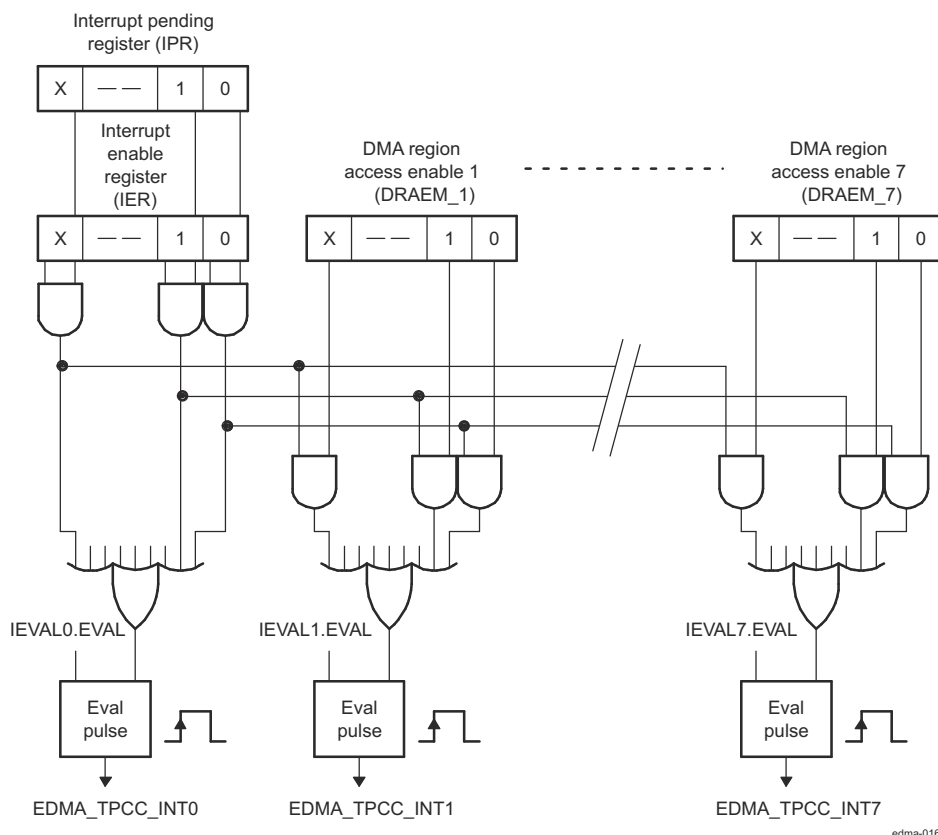 Interrupt pending
register (IPR)
X — — 1 0
Interrupt
enable
register
(IER)
X — — 1 0
DMA region
access enable 1
(DRAEM_1)
X — — 1 0
DMA region
access enable 7
(DRAEM_7)
X — — 1 0
IEVAL0.EVAL
IEVAL1.EVAL
IEVAL7.EVAL
Eval
pulse
Eval
pulse
Eval
pulse
EDMA_TPCC_INT0
EDMA_TPCC_INT1
EDMA_TPCC_INT7
edma-016